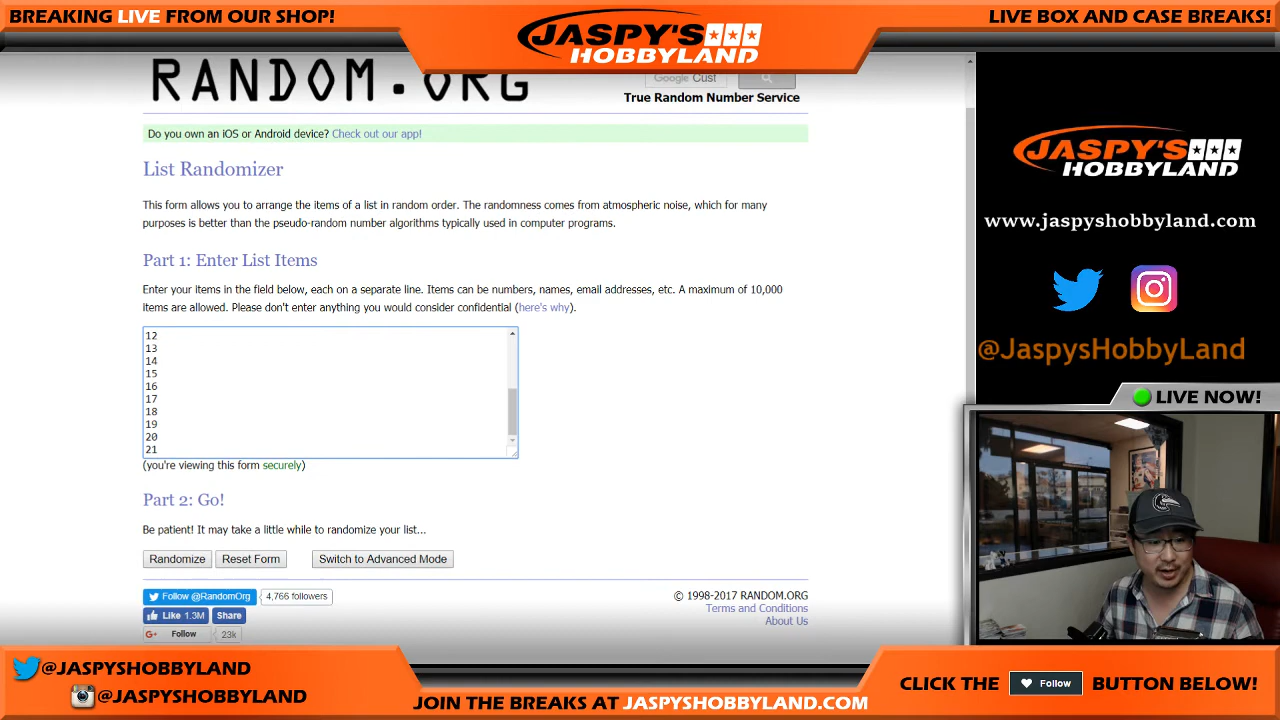 BREAKING LIVE FROM OUR SHOP!
JASPY'S
HOBBYLAND
LIVE BOX AND CASE BREAKS!
RANDOM.ORG
Google Cust
True Random Number Service
Do you own an iOS or Android device? Check out our app!
List Randomizer
This form allows you to arrange the items of a list in random order. The randomness comes from atmospheric noise, which for many
purposes is better than the pseudo-random number algorithms typically used in computer programs.
Part 1: Enter List Items
Enter your items in the field below, each on a separate line. Items can be numbers, names, email addresses, etc. A maximum of 10,000
items are allowed. Please don't enter anything you would consider confidential (here's why).
12
13
14
15
16
17
18
19
20
21
(you're viewing this form securely)
Part 2: Go!
Be patient! It may take a little while to randomize your list...
Randomize
Reset Form
Switch to Advanced Mode
Follow @RandomOrg
4,766 followers
Like 1.3M
Share
G+ Follow
23k
© 1998-2017 RANDOM.ORG
Terms and Conditions
About Us
JASPY'S
HOBBYLAND
www.jaspyshobbyland.com
@JaspysHobbyLand
LIVE NOW!
@JASPYSHOBBYLAND
@JASPYSHOBBYLAND
JOIN THE BREAKS AT JASPYSHOBBYLAND.COM
CLICK THE
Follow
BUTTON BELOW!